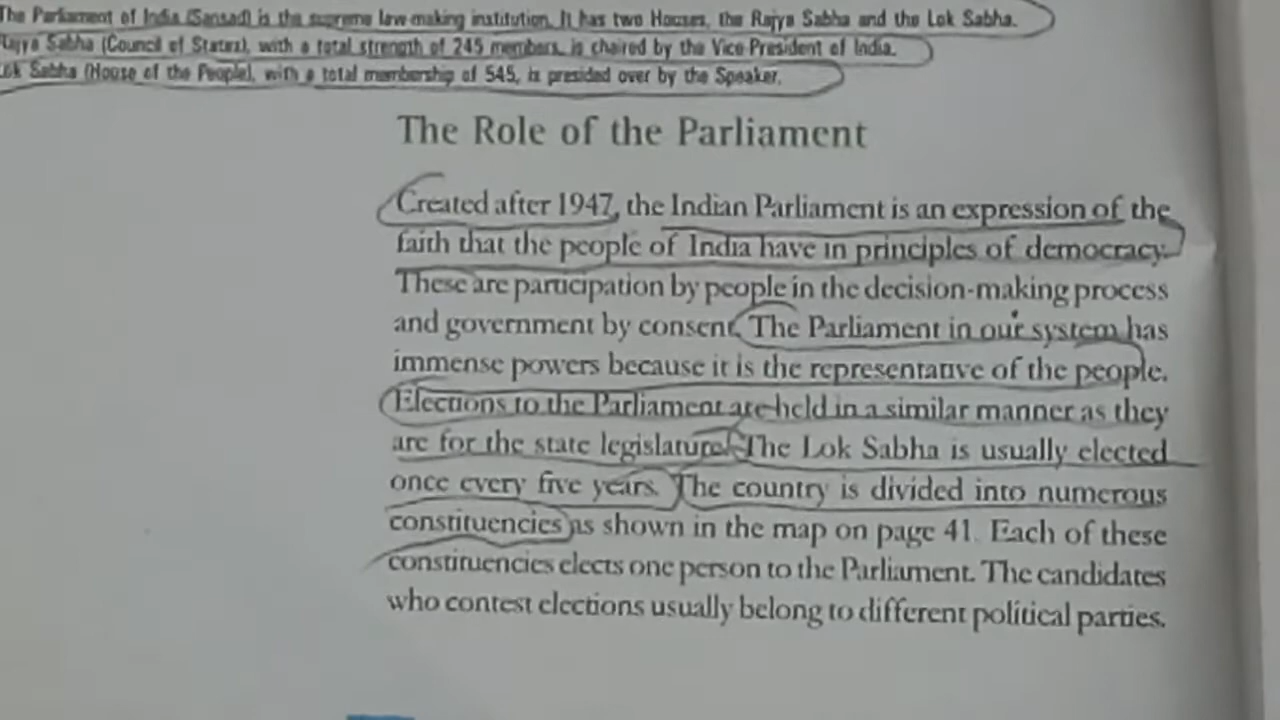 The Parliament of India (Sansad) is the supreme law-making institution. It has two Houses, the Rajya Sabha and the Lok Sabha.
Rajya Sabha (Council of States), with a total strength of 245 members, is chaired by the Vice-President of India.
Lok Sabha (House of the People), with a total membership of 545, is presided over by the Speaker.
The Role of the Parliament
Created after 1947, the Indian Parliament is an expression of the
faith that the people of India have in principles of democracy.
These are participation by people in the decision-making process
and government by consent. The Parliament in our system has
immense powers because it is the representative of the people.
Elections to the Parliament are held in a similar manner as they
are for the state legislature. The Lok Sabha is usually elected
once every five years. The country is divided into numerous
constituencies as shown in the map on page 41. Each of these
constituencies elects one person to the Parliament. The candidates
who contest elections usually belong to different political parties.